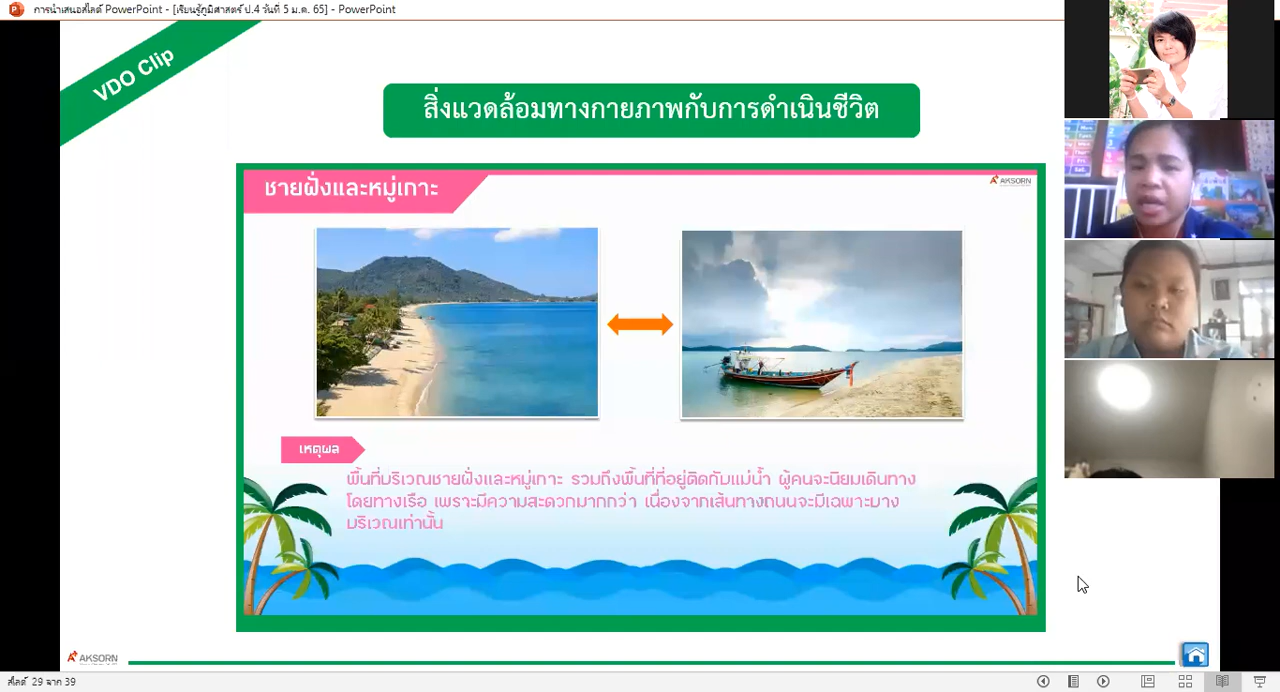 การนำเสนอสไลด์ PowerPoint - [เรียนรู้ภูมิศาสตร์ ป.4 วันที่ 5 ม.ค. 65] - PowerPoint
VDO Clip
สิ่งแวดล้อมทางกายภาพกับการดำเนินชีวิต
ชายฝั่งและหมู่เกาะ
AKSORN
เหตุผล
พื้นที่บริเวณชายฝั่งและหมู่เกาะ รวมถึงพื้นที่ที่อยู่ติดกับแม่น้ำ ผู้คนจะนิยมเดินทาง
โดยทางเรือ เพราะมีความสะดวกมากกว่า เนื่องจากเส้นทางถนนจะมีเฉพาะบาง
บริเวณเท่านั้น
AKSORN
สไลด์ 29 จาก 39